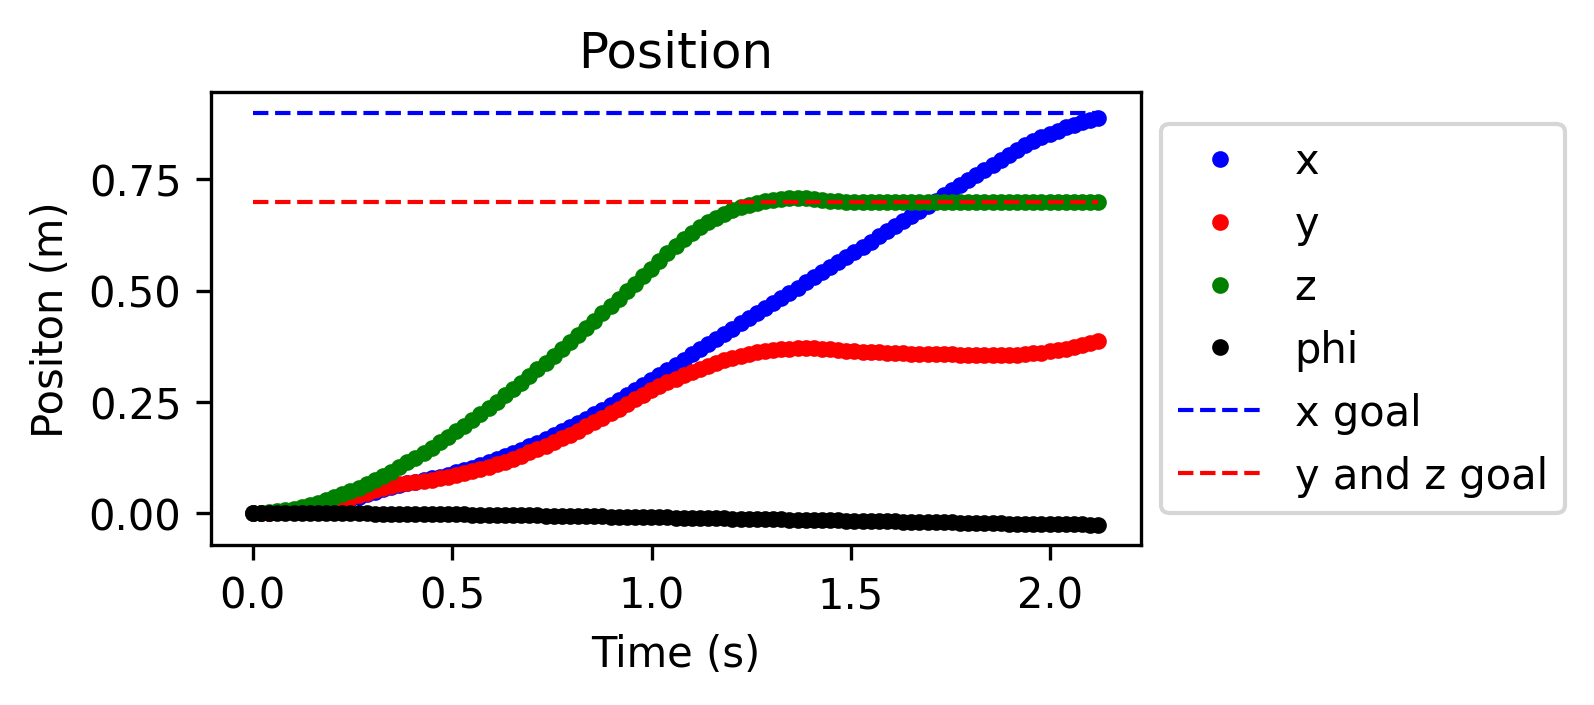 Position
Positon (m)
0.75
0.50
0.25
0.00
0.0 0.5 1.0 1.5 2.0
Time (s)
x
y
z
phi
x goal
y and z goal